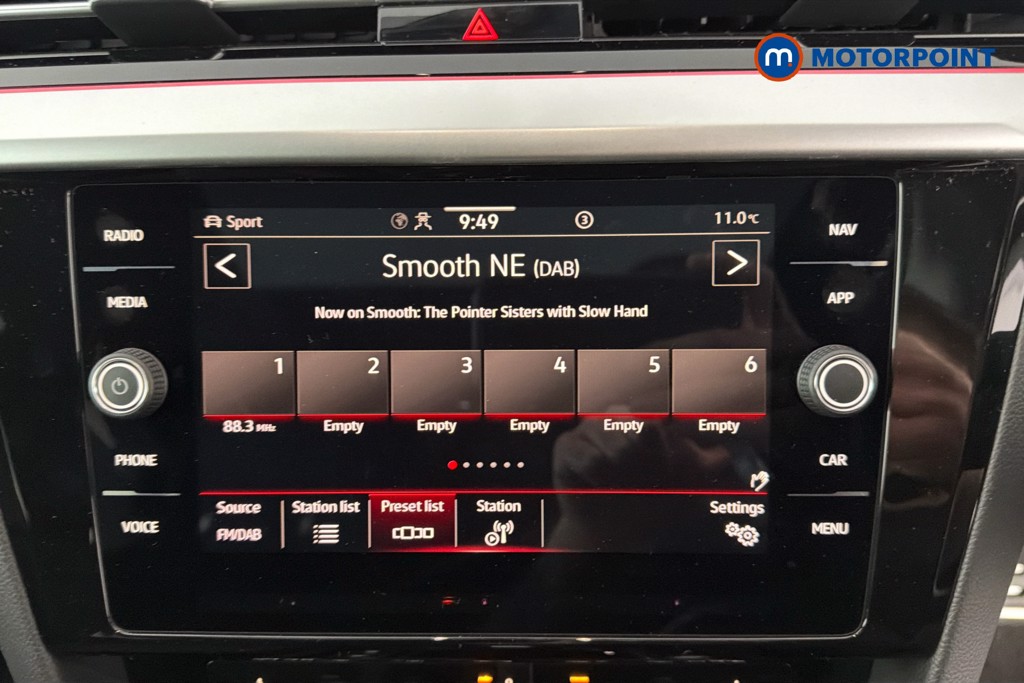 m MOTORPOINT
RADIO
MEDIA
PHONE
VOICE
Sport 9:49 3 11.0°C
< Smooth NE (DAB) >
Now on Smooth: The Pointer Sisters with Slow Hand
1 2 3 4 5 6
88.3 MHz Empty Empty Empty Empty Empty
Source Station list Preset list Station Settings
FM/DAB
NAV
APP
CAR
MENU